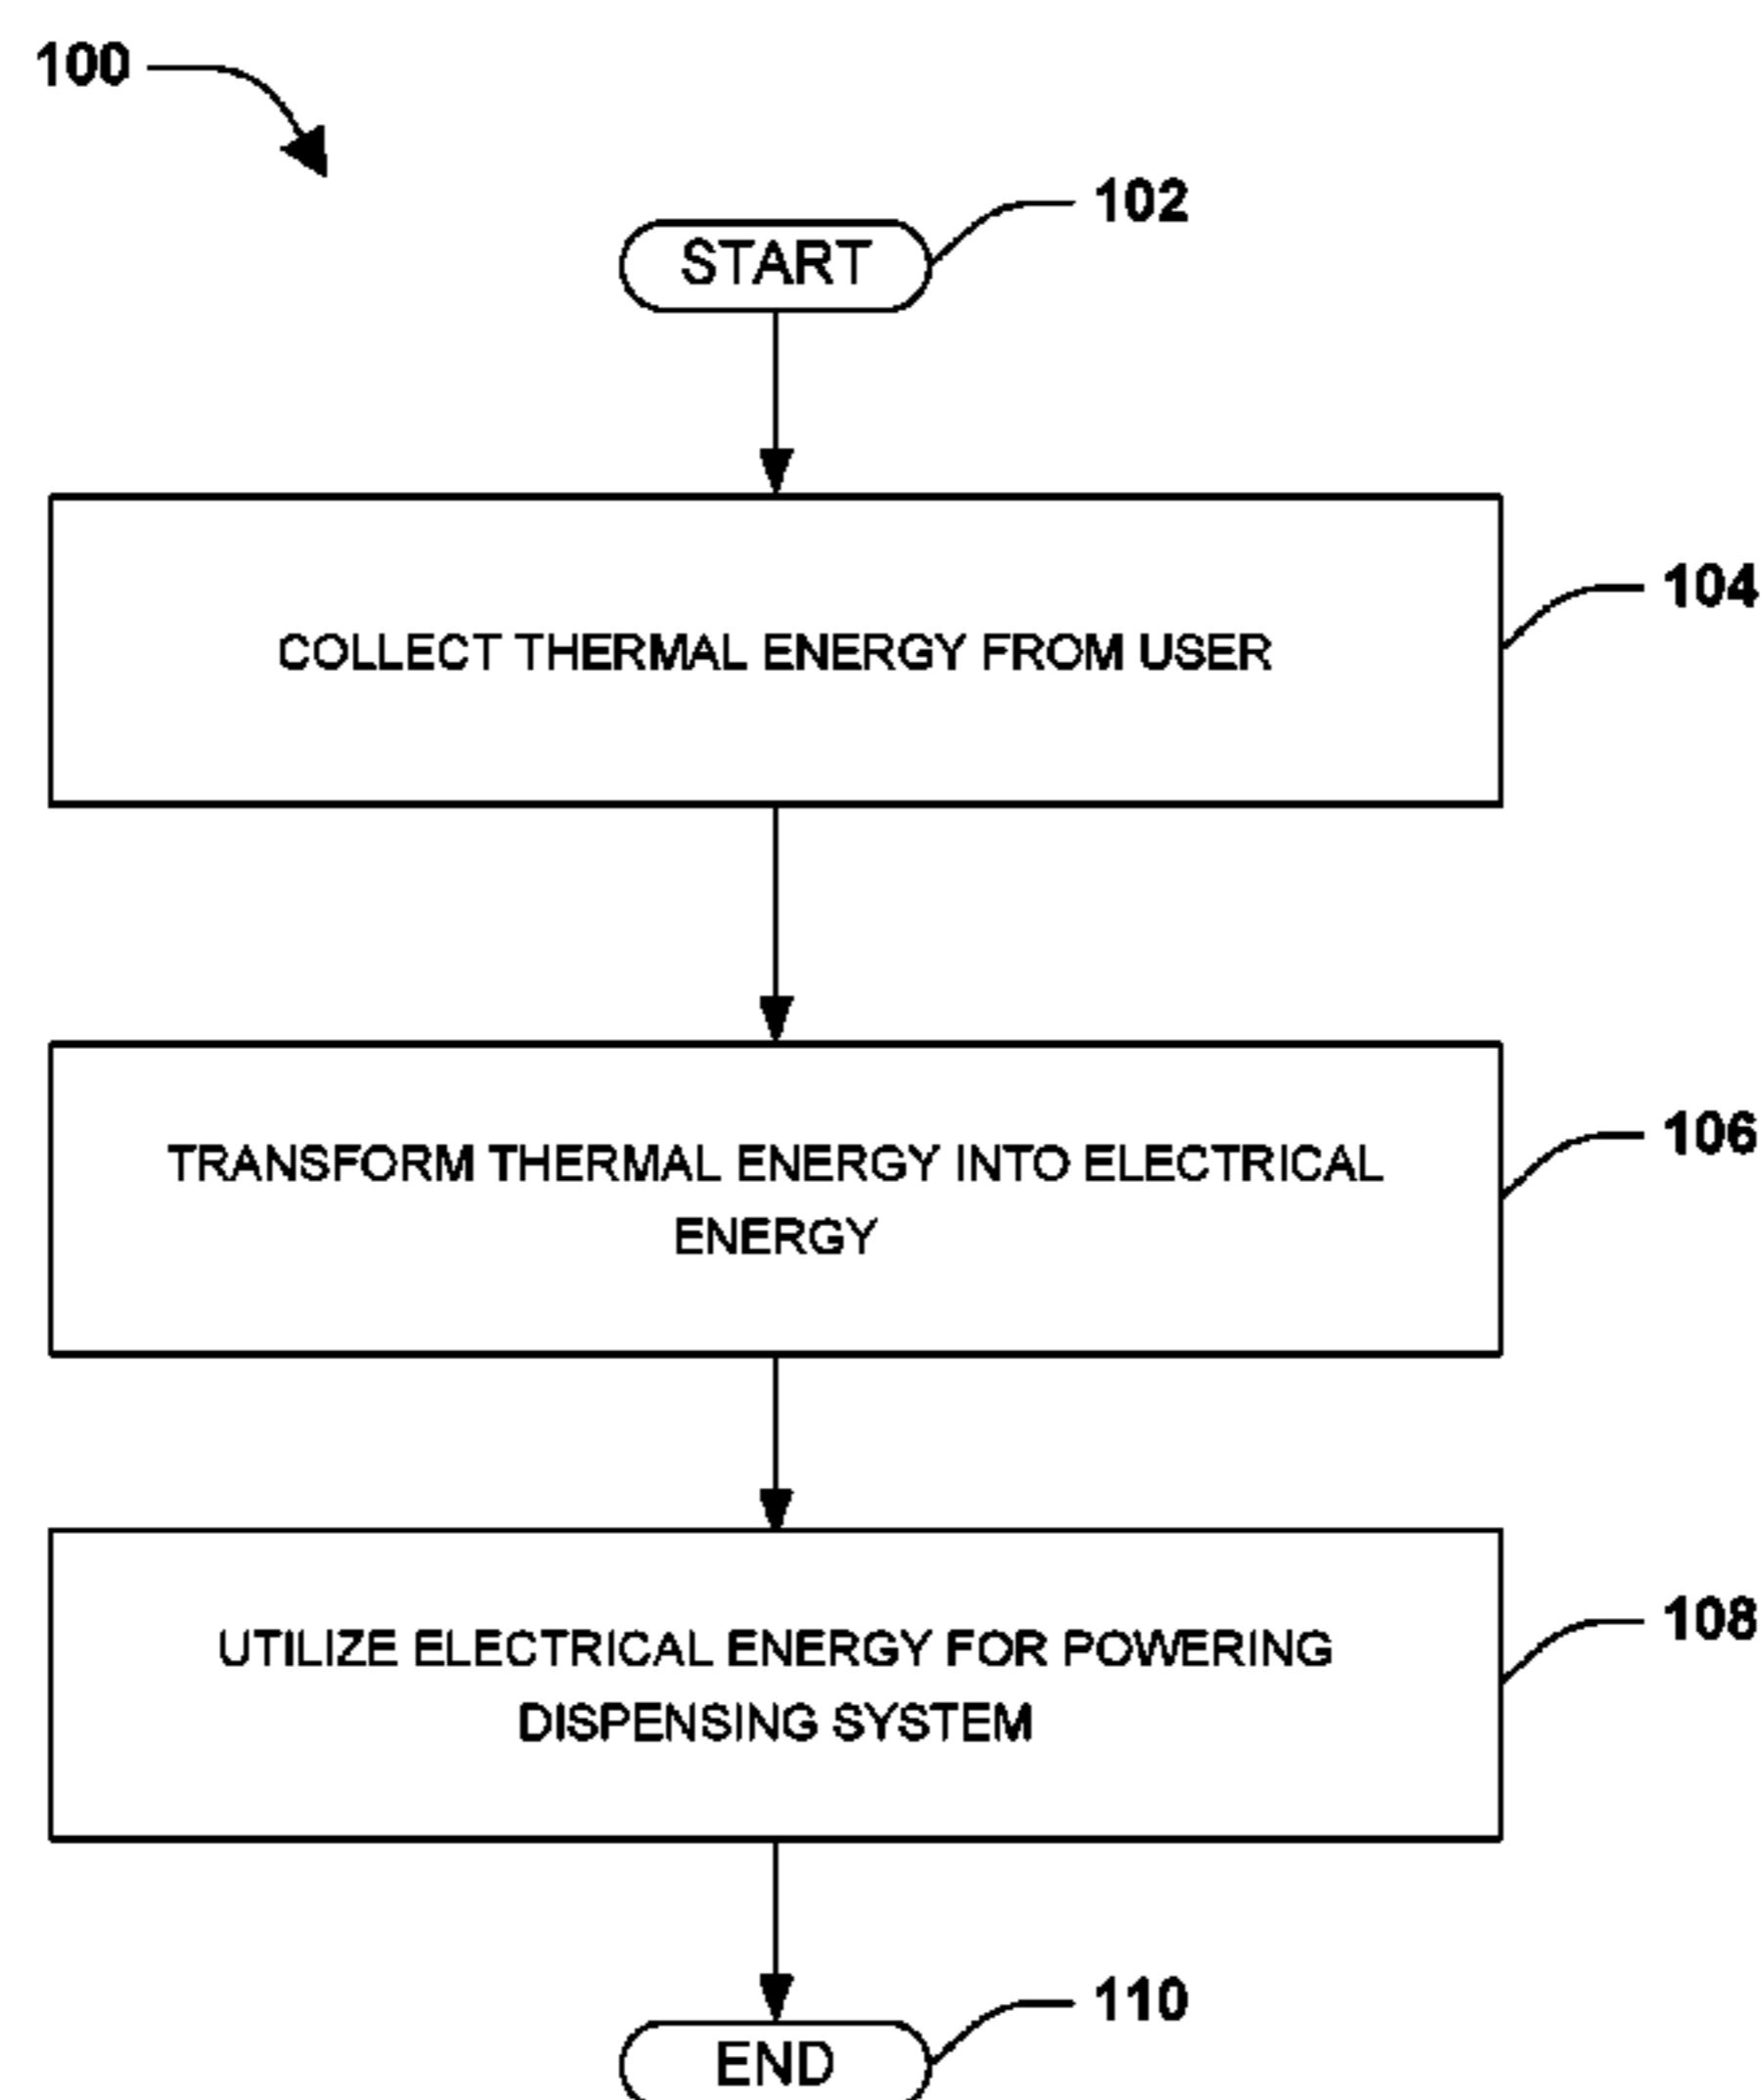 100
102
START
104
COLLECT THERMAL ENERGY FROM USER
106
TRANSFORM THERMAL ENERGY INTO ELECTRICAL
ENERGY
108
UTILIZE ELECTRICAL ENERGY FOR POWERING
DISPENSING SYSTEM
110
END